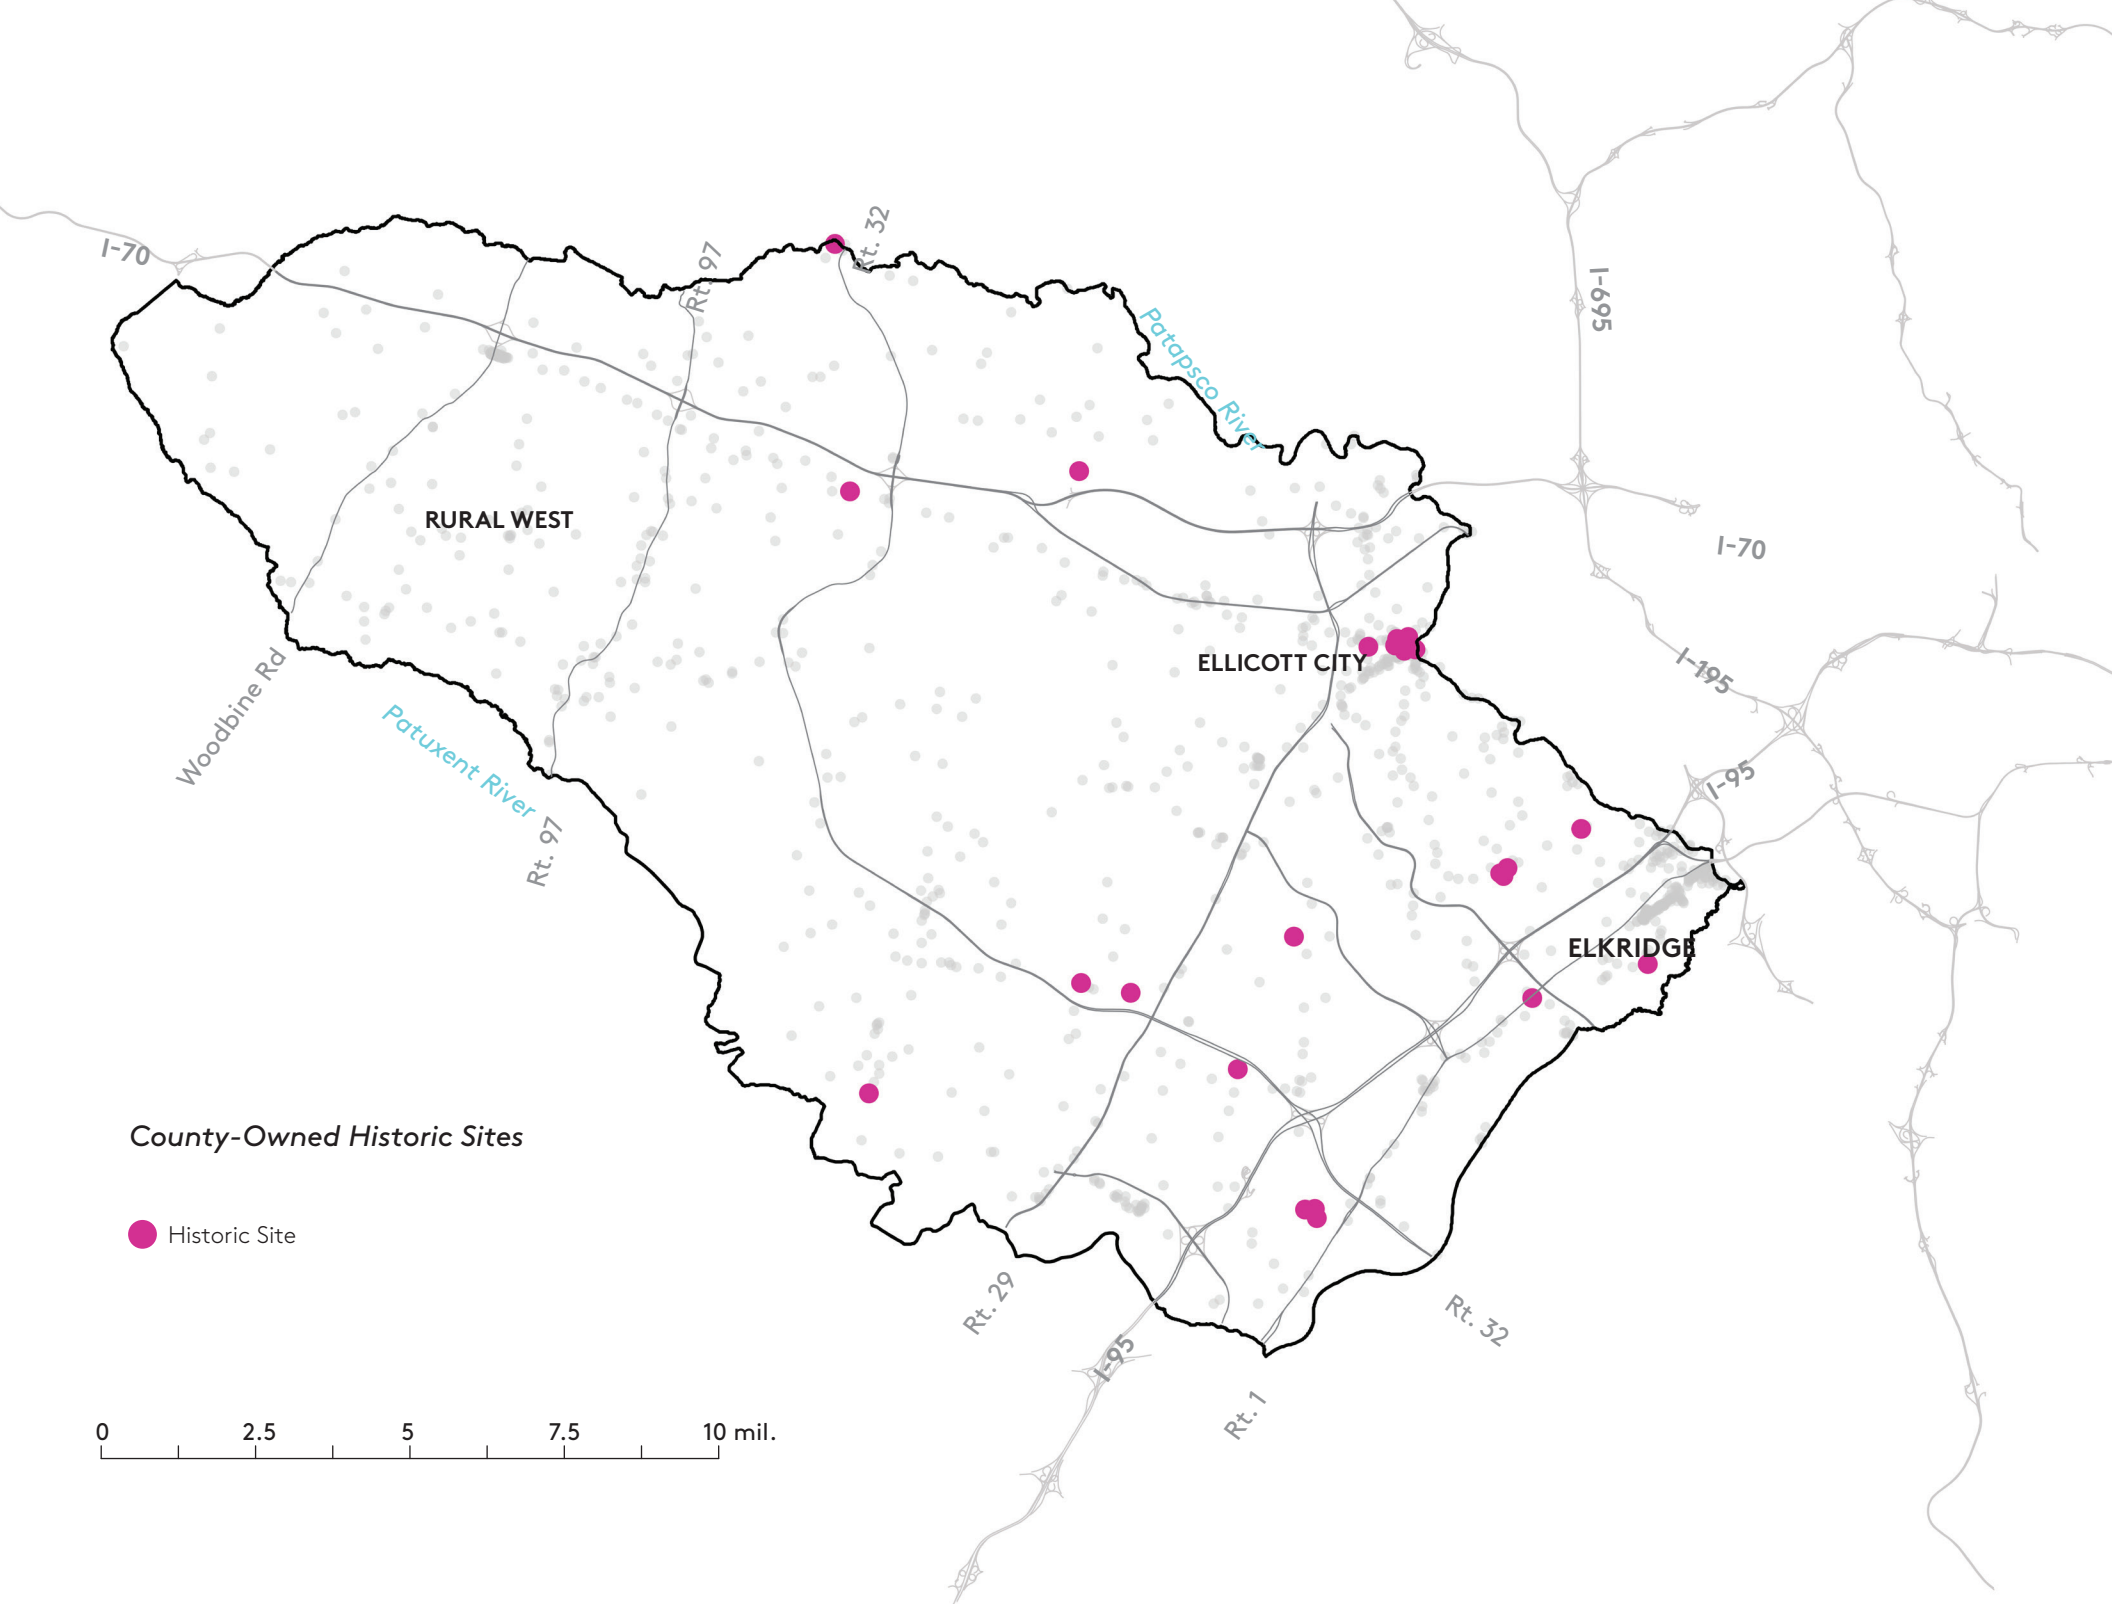 I-70
Rt. 97
Rt. 32
Patapsco River
I-695
RURAL WEST
I-70
ELLICOTT CITY
Woodbine Rd
Patuxent River
I-195
I-95
Rt. 97
ELKRIDGE
County-Owned Historic Sites
Historic Site
Rt. 29
I-95
Rt. 1
Rt. 32
0 2.5 5 7.5 10 mil.